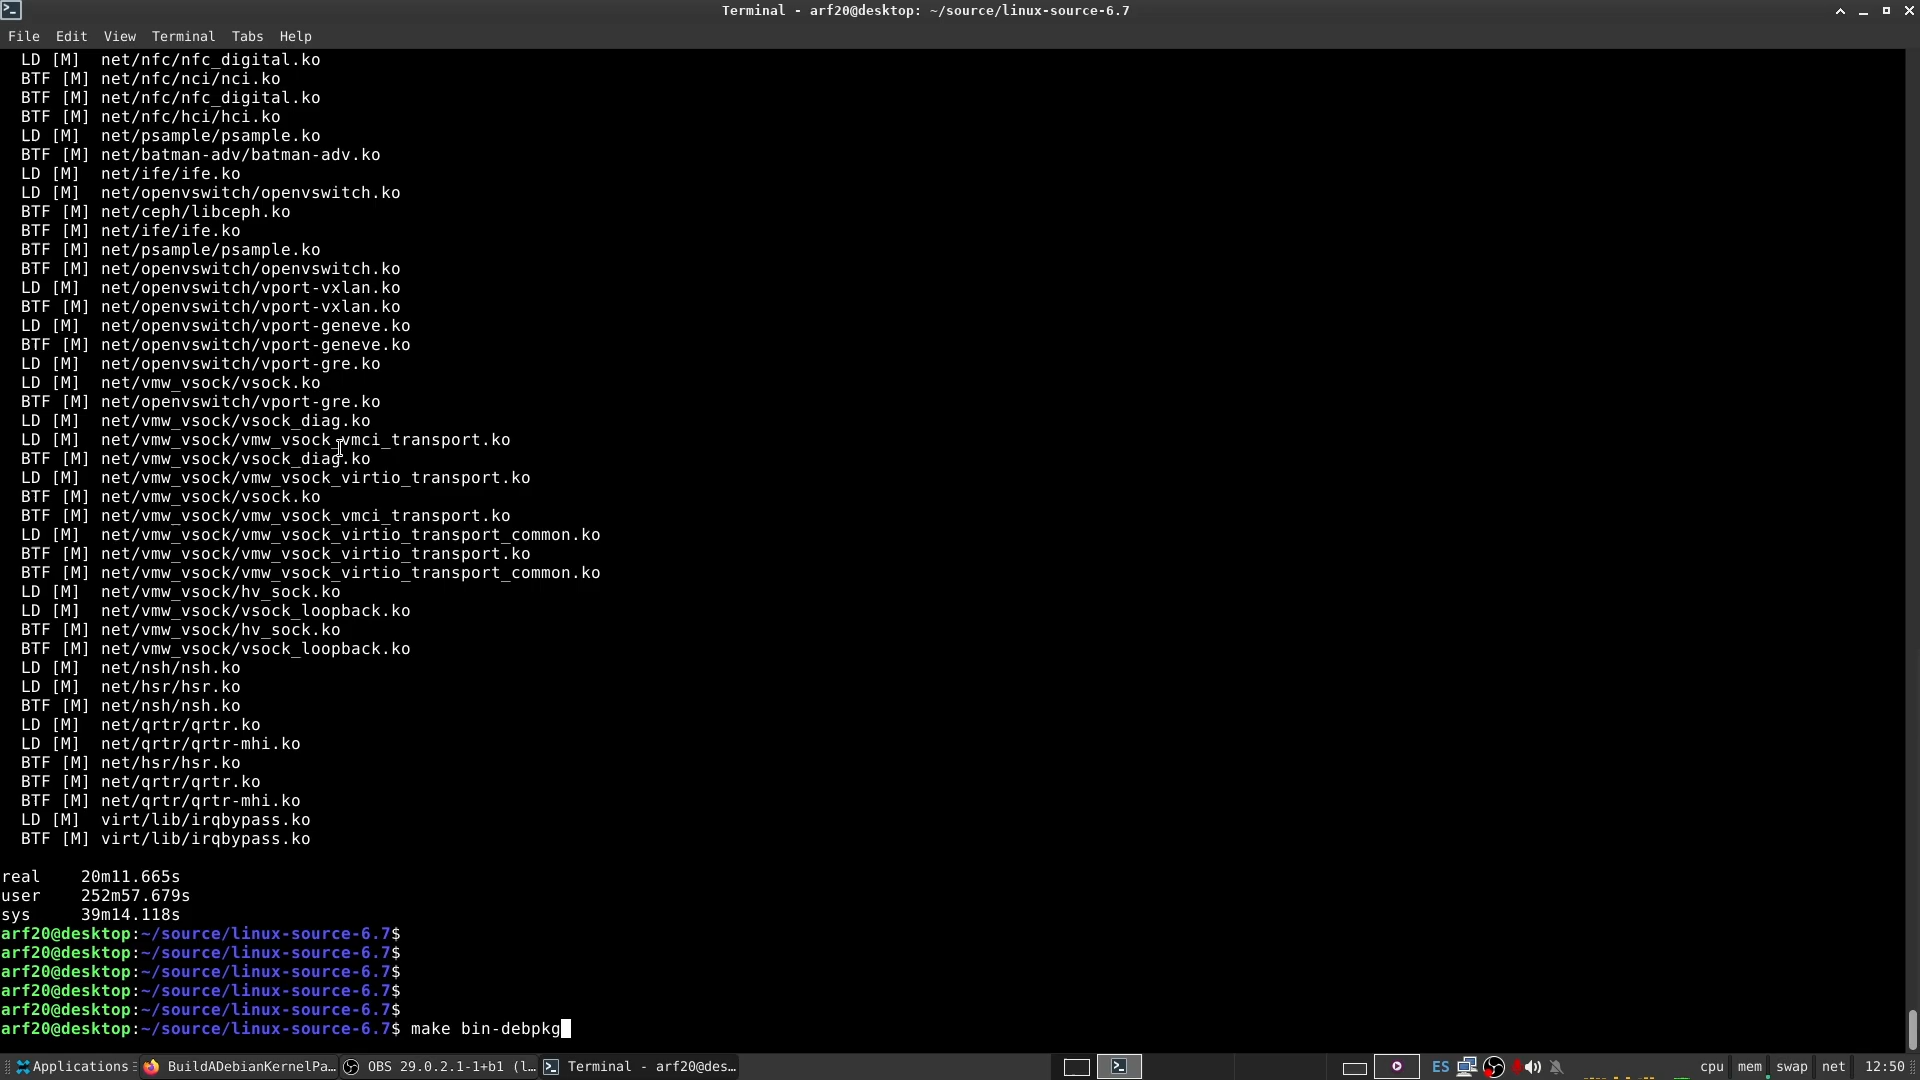 Terminal - arf20@desktop: ~/source/linux-source-6.7
File Edit View Terminal Tabs Help
LD [M]  net/nfc/nfc_digital.ko
BTF [M] net/nfc/nci/nci.ko
BTF [M] net/nfc/nfc_digital.ko
BTF [M] net/nfc/hci/hci.ko
LD [M]  net/psample/psample.ko
BTF [M] net/batman-adv/batman-adv.ko
LD [M]  net/ife/ife.ko
LD [M]  net/openvswitch/openvswitch.ko
BTF [M] net/ceph/libceph.ko
BTF [M] net/ife/ife.ko
BTF [M] net/psample/psample.ko
BTF [M] net/openvswitch/openvswitch.ko
LD [M]  net/openvswitch/vport-vxlan.ko
BTF [M] net/openvswitch/vport-vxlan.ko
LD [M]  net/openvswitch/vport-geneve.ko
BTF [M] net/openvswitch/vport-geneve.ko
LD [M]  net/openvswitch/vport-gre.ko
LD [M]  net/vmw_vsock/vsock.ko
BTF [M] net/openvswitch/vport-gre.ko
LD [M]  net/vmw_vsock/vsock_diag.ko
LD [M]  net/vmw_vsock/vmw_vsock_vmci_transport.ko
BTF [M] net/vmw_vsock/vsock_diag.ko
LD [M]  net/vmw_vsock/vmw_vsock_virtio_transport.ko
BTF [M] net/vmw_vsock/vsock.ko
BTF [M] net/vmw_vsock/vmw_vsock_vmci_transport.ko
LD [M]  net/vmw_vsock/vmw_vsock_virtio_transport_common.ko
BTF [M] net/vmw_vsock/vmw_vsock_virtio_transport.ko
BTF [M] net/vmw_vsock/vmw_vsock_virtio_transport_common.ko
LD [M]  net/vmw_vsock/hv_sock.ko
LD [M]  net/vmw_vsock/vsock_loopback.ko
BTF [M] net/vmw_vsock/hv_sock.ko
BTF [M] net/vmw_vsock/vsock_loopback.ko
LD [M]  net/nsh/nsh.ko
LD [M]  net/hsr/hsr.ko
BTF [M] net/nsh/nsh.ko
LD [M]  net/qrtr/qrtr.ko
LD [M]  net/qrtr/qrtr-mhi.ko
BTF [M] net/hsr/hsr.ko
BTF [M] net/qrtr/qrtr.ko
BTF [M] net/qrtr/qrtr-mhi.ko
LD [M]  virt/lib/irqbypass.ko
BTF [M] virt/lib/irqbypass.ko
real    20m11.665s
user    252m57.679s
sys     39m14.118s
arf20@desktop:~/source/linux-source-6.7$
arf20@desktop:~/source/linux-source-6.7$
arf20@desktop:~/source/linux-source-6.7$
arf20@desktop:~/source/linux-source-6.7$
arf20@desktop:~/source/linux-source-6.7$
arf20@desktop:~/source/linux-source-6.7$ make bin-debpkg
Applications BuildADebianKernelPa... OBS 29.0.2.1-1+b1 (l... Terminal - arf20@des... ES cpu mem swap net 12:50